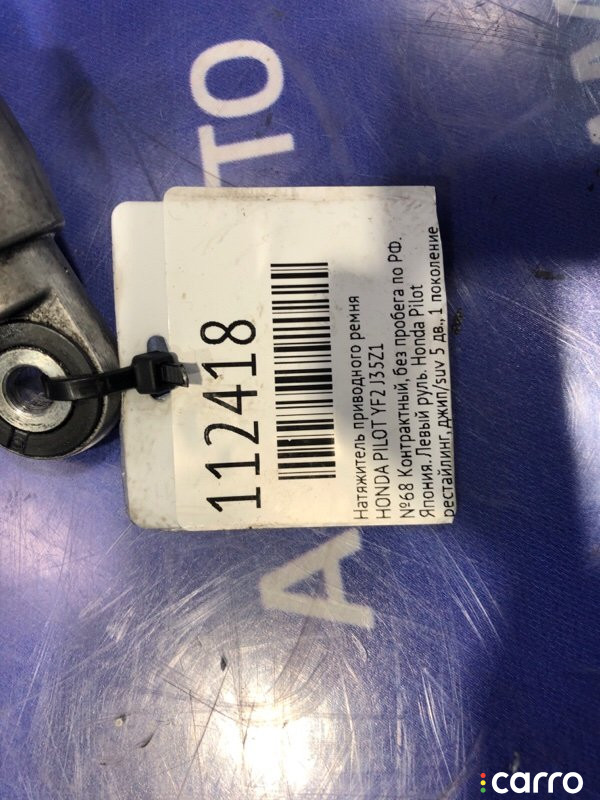 112418
Натяжитель приводного ремня
HONDA PILOT YF2 J35Z1
№68 Контрактный, без пробега по РФ.
Япония. Левый руль. Honda Pilot
рестайлинг, джип/suv 5 дв., 1 поколение
ТО
А
carro